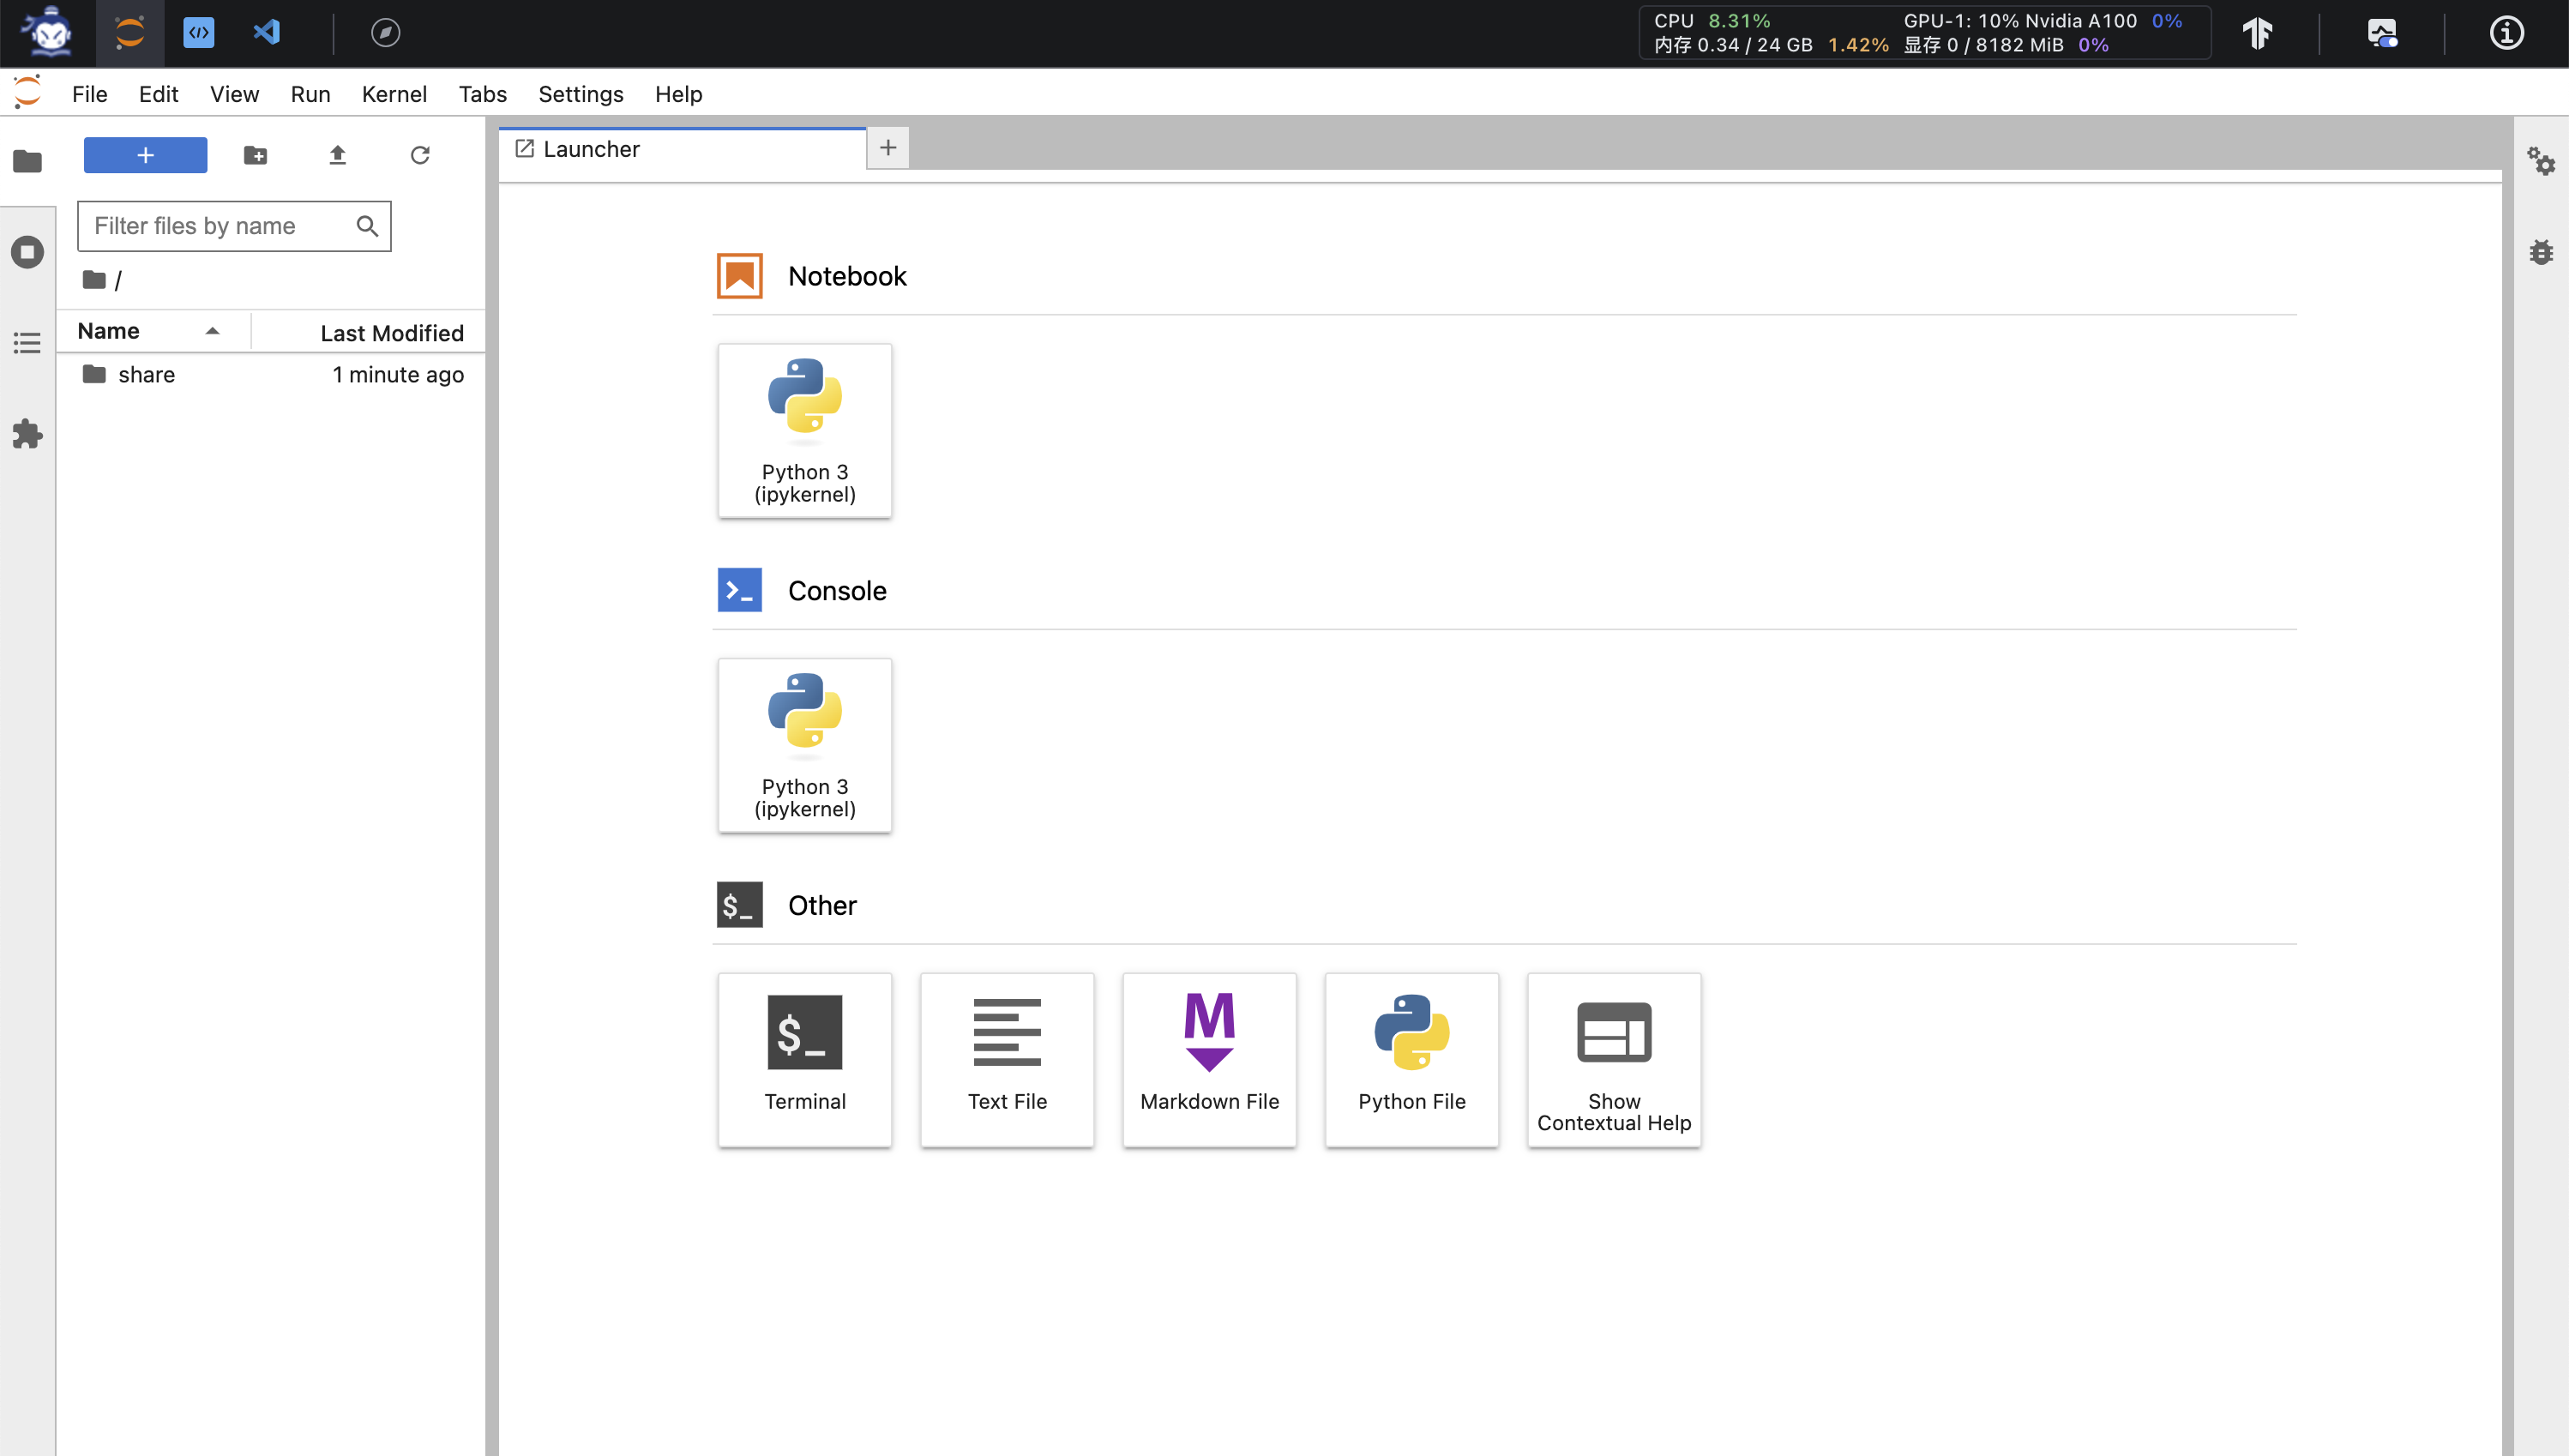 CPU 8.31% GPU-1: 10% Nvidia A100 0%
内存 0.34 / 24 GB 1.42% 显存 0 / 8182 MiB 0%
File Edit View Run Kernel Tabs Settings Help
+
Launcher +
Filter files by name
/
Name Last Modified
share 1 minute ago
Notebook
Python 3
(ipykernel)
>_ Console
Python 3
(ipykernel)
$_ Other
$_
M
Terminal
Text File
Markdown File
Python File
Show
Contextual Help